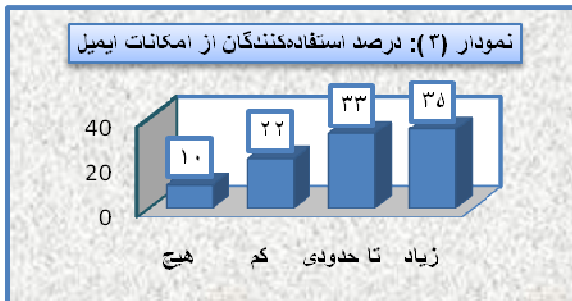 نمودار (۳): درصد استفاده‌کنندگان از امکانات ایمیل
۳۵
۳۳
۲۲
۱۰
40
20
0
هیچ
کم
تا حدودی
زیاد